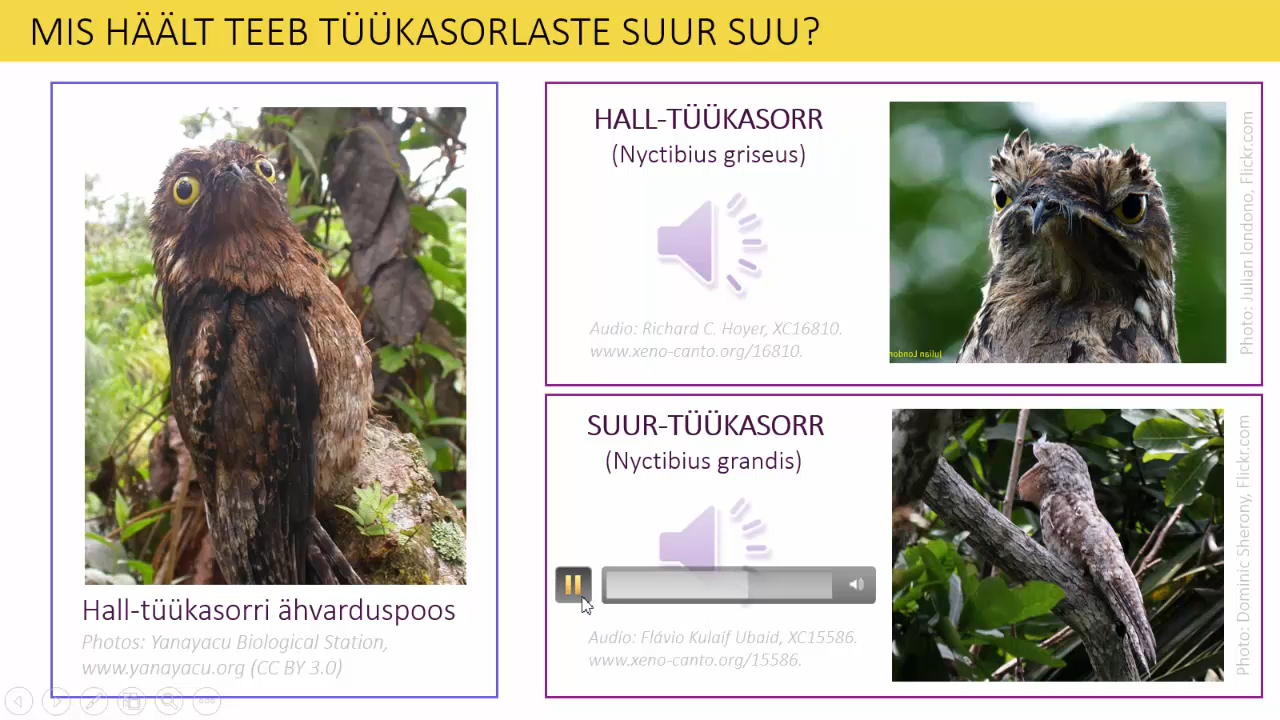 MIS HÄÄLT TEEB TÜÜKASORLASTE SUUR SUU?
Hall-tüükasorri ähvarduspoos
Photos: Yanayacu Biological Station,
www.yanayacu.org (CC BY 3.0)
HALL-TÜÜKASORR
(Nyctibius griseus)
Audio: Richard C. Hoyer, XC16810.
www.xeno-canto.org/16810.
Julian London
Photo: Julian londono, Flickr.com
SUUR-TÜÜKASORR
(Nyctibius grandis)
Audio: Flávio Kulaif Ubaid, XC15586.
www.xeno-canto.org/15586.
Photo: Dominic Sherony, Flickr.com